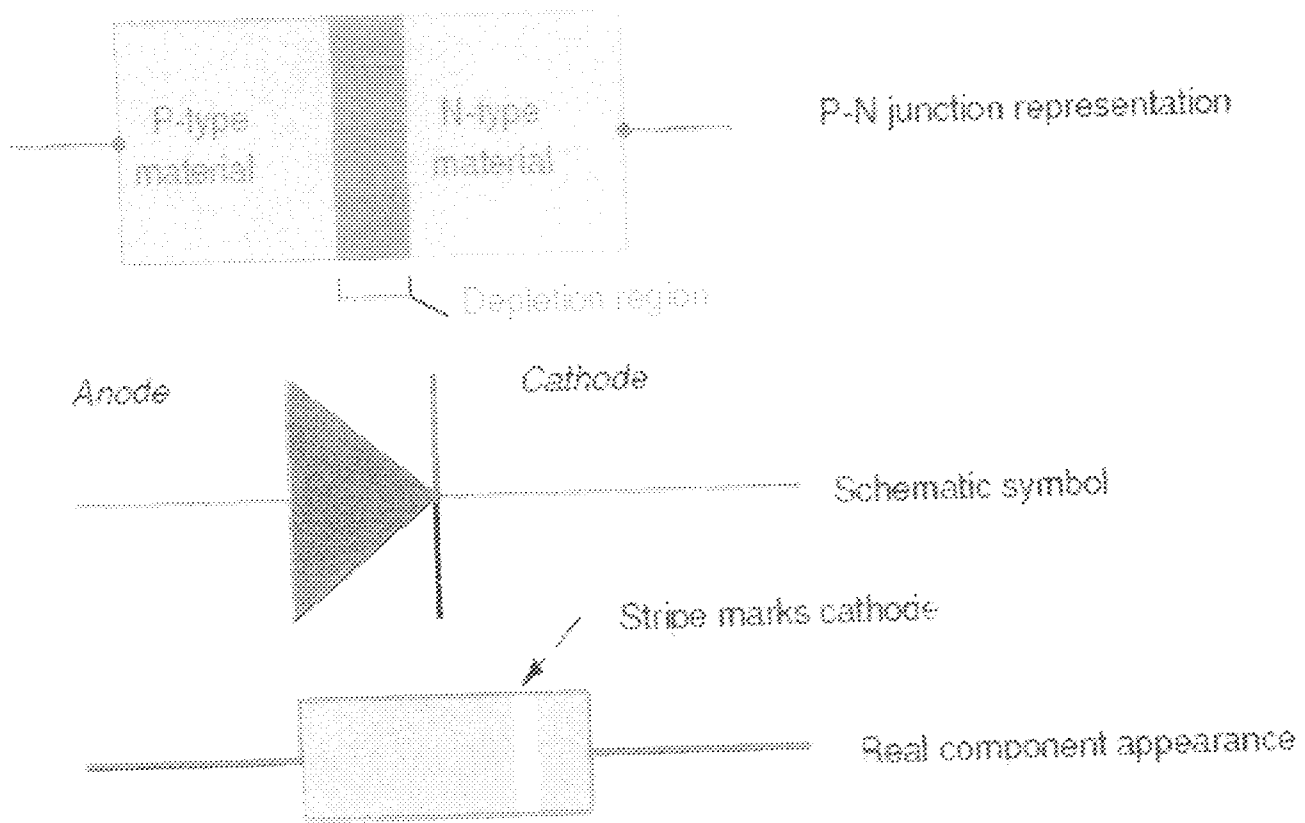 P-type
material
N-type
material
P-N junction representation
Depletion region
Anode
Cathode
Schematic symbol
Stripe marks cathode
Real component appearance